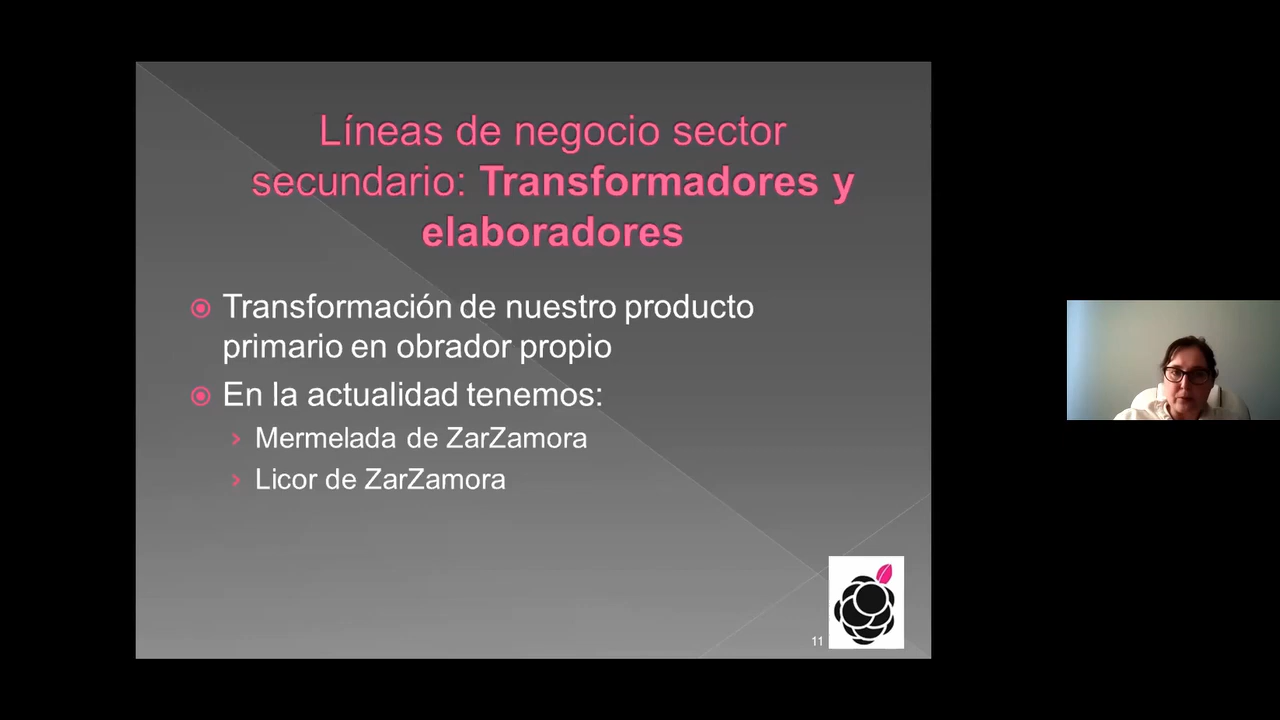 Líneas de negocio sector
secundario: Transformadores y
elaboradores
Transformación de nuestro producto
primario en obrador propio
En la actualidad tenemos:
Mermelada de ZarZamora
Licor de ZarZamora
11